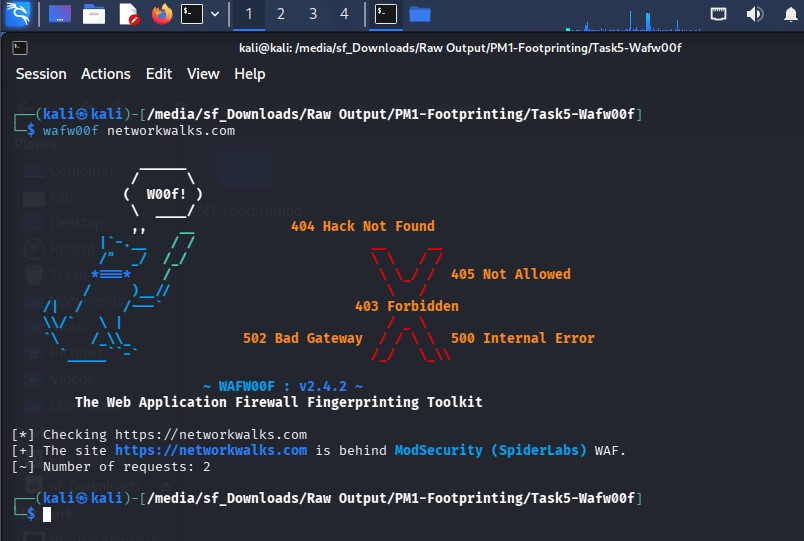 1 2 3 4
kali@kali: /media/sf_Downloads/Raw Output/PM1-Footprinting/Task5-Wafw00f
Session Actions Edit View Help
┌──(kali㉿kali)-[/media/sf_Downloads/Raw Output/PM1-Footprinting/Task5-Wafw00f]
└─$ wafw00f networkwalks.com
( W00f! )
404 Hack Not Found
405 Not Allowed
403 Forbidden
502 Bad Gateway 500 Internal Error
~ WAFW00F : v2.4.2 ~
The Web Application Firewall Fingerprinting Toolkit
[*] Checking https://networkwalks.com
[+] The site https://networkwalks.com is behind ModSecurity (SpiderLabs) WAF.
[~] Number of requests: 2
┌──(kali㉿kali)-[/media/sf_Downloads/Raw Output/PM1-Footprinting/Task5-Wafw00f]
└─$